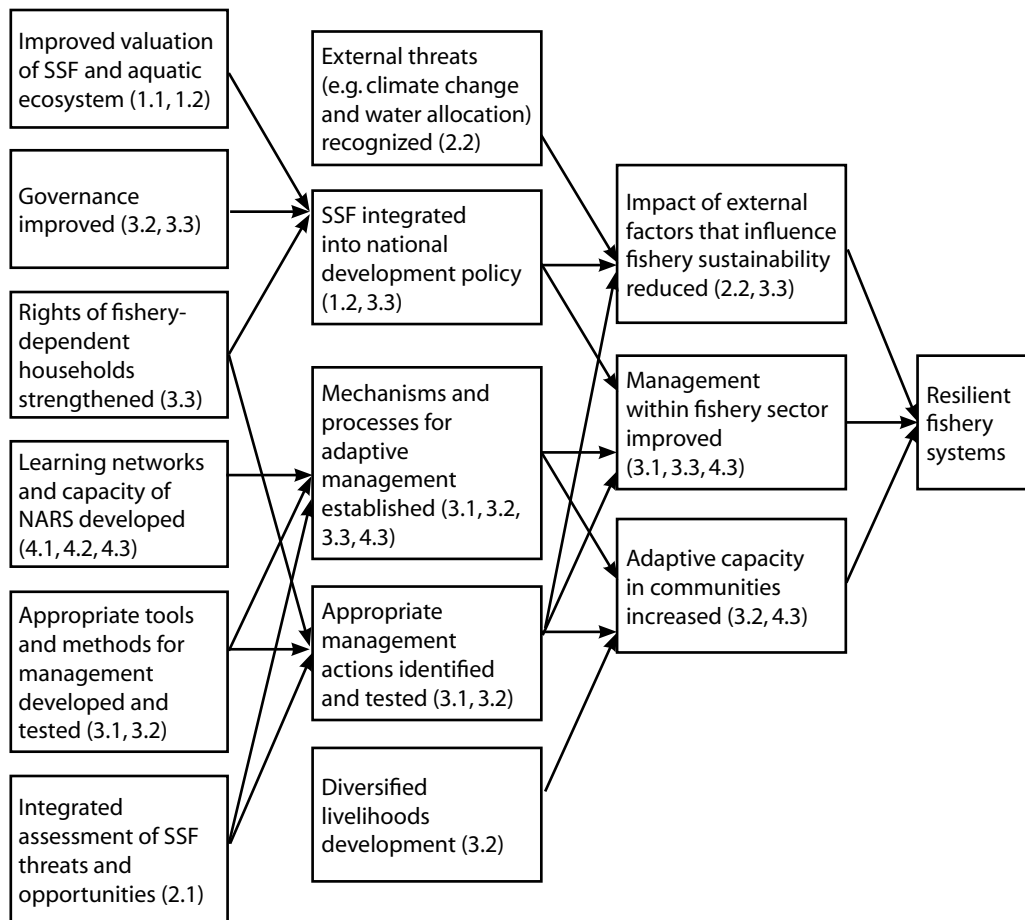 Improved valuation
of SSF and aquatic
ecosystem (1.1, 1.2)
Governance
improved (3.2, 3.3)
Rights of fishery-
dependent
households
strengthened (3.3)
Learning networks
and capacity of
NARS developed
(4.1, 4.2, 4.3)
Appropriate tools
and methods for
management
developed and
tested (3.1, 3.2)
Integrated
assessment of SSF
threats and
opportunities (2.1)
External threats
(e.g. climate change
and water allocation)
recognized (2.2)
SSF integrated
into national
development policy
(1.2, 3.3)
Mechanisms and
processes for
adaptive
management
established (3.1, 3.2,
3.3, 4.3)
Appropriate
management
actions identified
and tested (3.1, 3.2)
Diversified
livelihoods
development (3.2)
Impact of external
factors that influence
fishery sustainability
reduced (2.2, 3.3)
Management
within fishery sector
improved
(3.1, 3.3, 4.3)
Adaptive capacity
in communities
increased (3.2, 4.3)
Resilient
fishery
systems